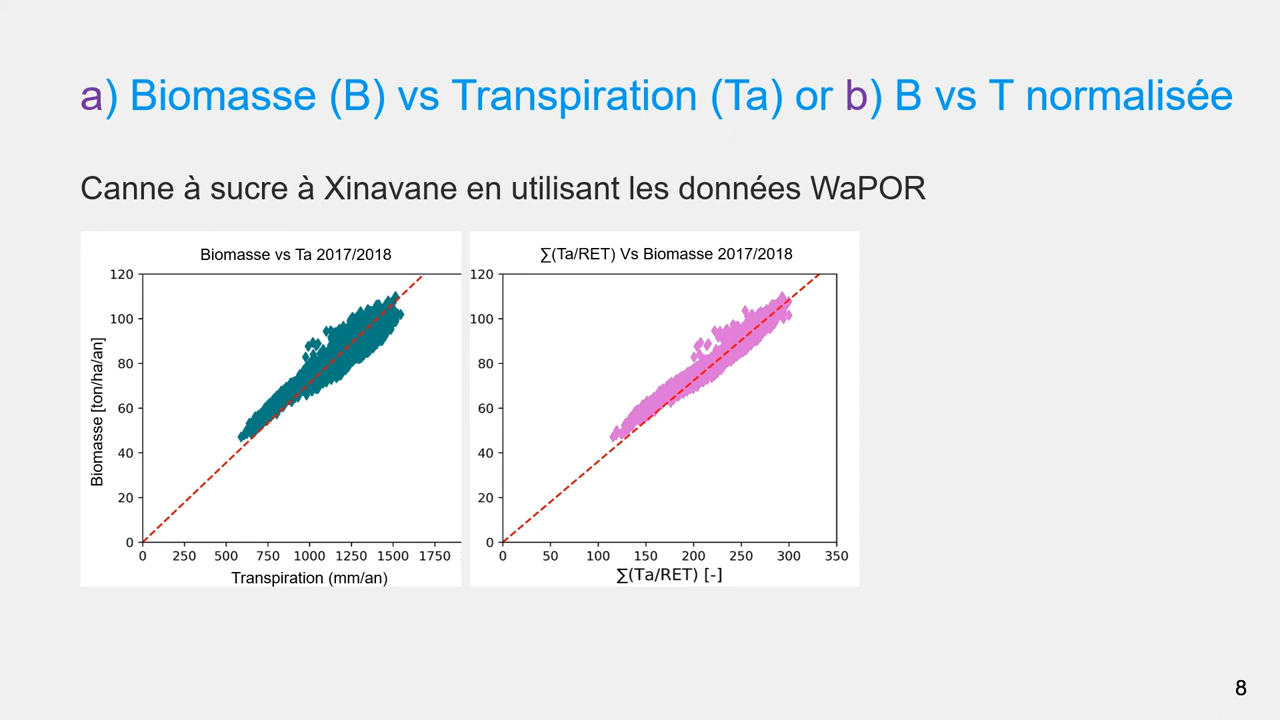 a) Biomasse (B) vs Transpiration (Ta) or b) B vs T normalisée
Canne à sucre à Xinavane en utilisant les données WaPOR
Biomasse vs Ta 2017/2018
120
100
80
60
40
20
0
Biomasse [ton/ha/an]
0 250 500 750 1000 1250 1500 1750
Transpiration (mm/an)
∑(Ta/RET) Vs Biomasse 2017/2018
120
100
80
60
40
20
0
0 50 100 150 200 250 300 350
∑(Ta/RET) [-]
8